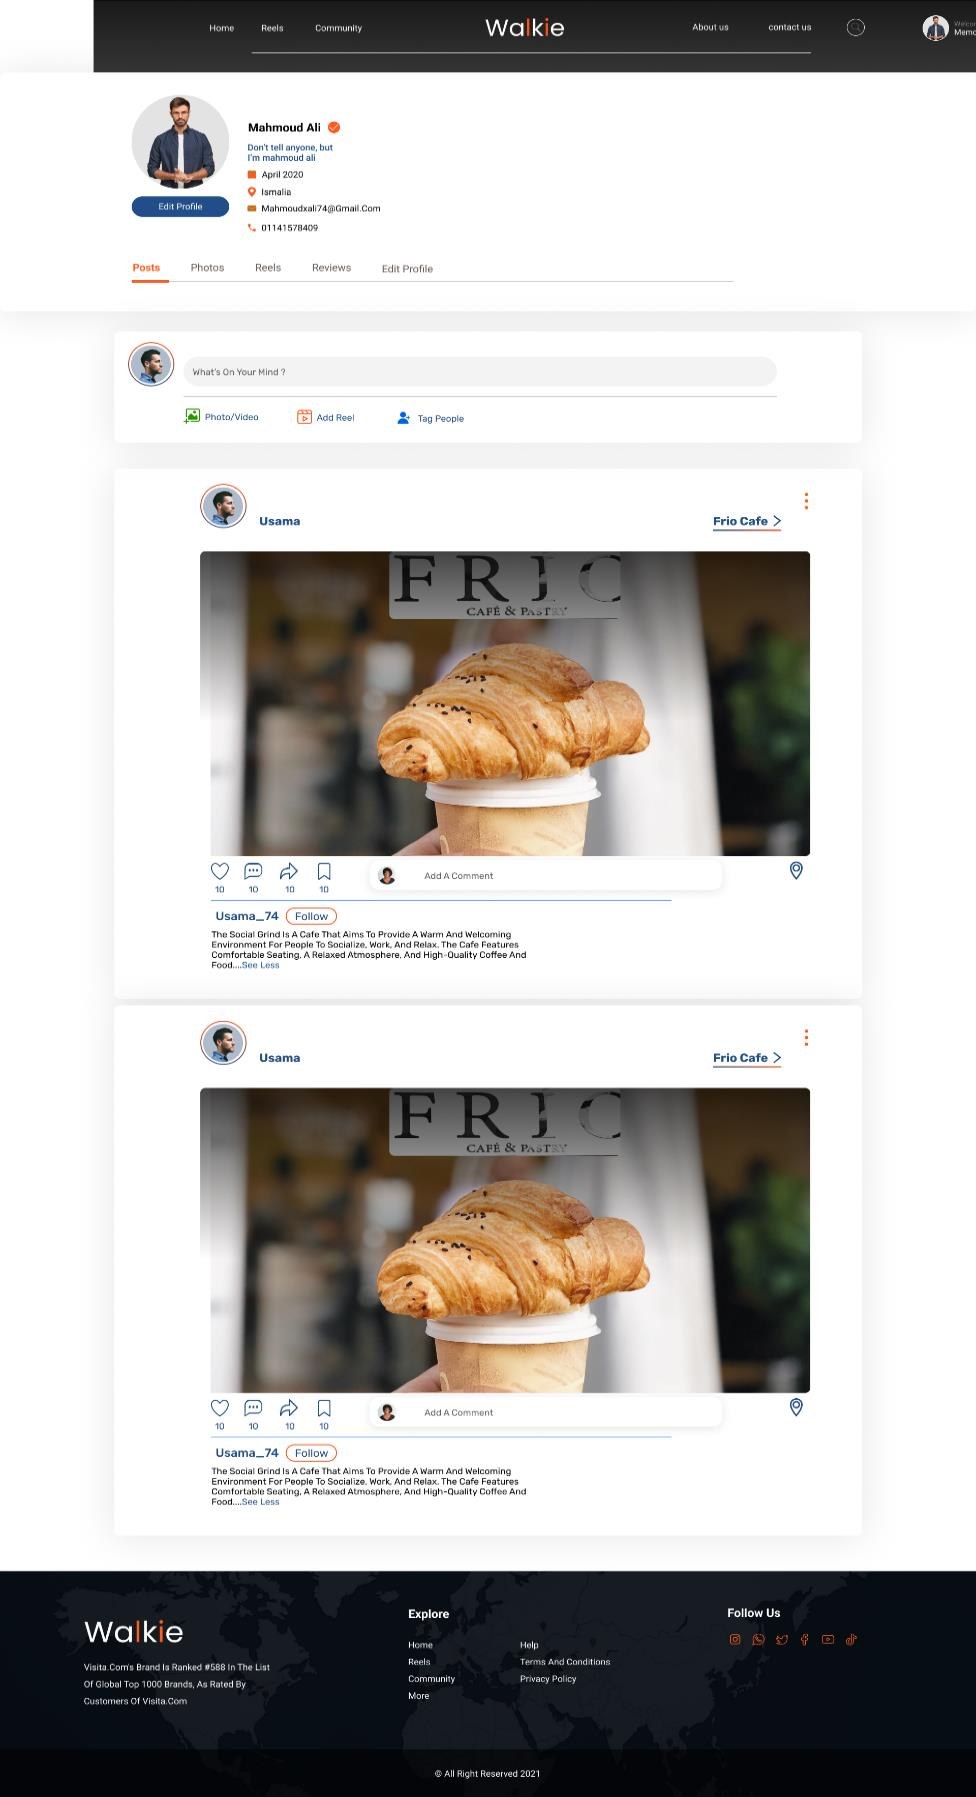 Home
Reels
Community
Walkie
About us
contact us
Mahmoud Ali
Don't tell anyone, but
I'm mahmoud ali
April 2020
Ismalia
Mahmoudxali74@Gmail.Com
01141578409
Edit Profile
Posts
Photos
Reels
Reviews
Edit Profile
What's On Your Mind ?
Photo/Video
Add Reel
Tag People
Usama
Frio Cafe
FRIO
CAFÉ & PASTRY
10
10
10
10
Add A Comment
Usama_74
Follow
The Social Grind Is A Cafe That Aims To Provide A Warm And Welcoming
Environment For People To Socialize, Work, And Relax. The Cafe Features
Comfortable Seating, A Relaxed Atmosphere, And High-Quality Coffee And
Food....See Less
Usama
Frio Cafe
FRIO
CAFÉ & PASTRY
10
10
10
10
Add A Comment
Usama_74
Follow
The Social Grind Is A Cafe That Aims To Provide A Warm And Welcoming
Environment For People To Socialize, Work, And Relax. The Cafe Features
Comfortable Seating, A Relaxed Atmosphere, And High-Quality Coffee And
Food....See Less
Walkie
Visita.Com's Brand Is Ranked #588 In The List
Of Global Top 1000 Brands, As Rated By
Customers Of Visita.Com
Explore
Home
Reels
Community
More
Help
Terms And Conditions
Privacy Policy
Follow Us
© All Right Reserved 2021